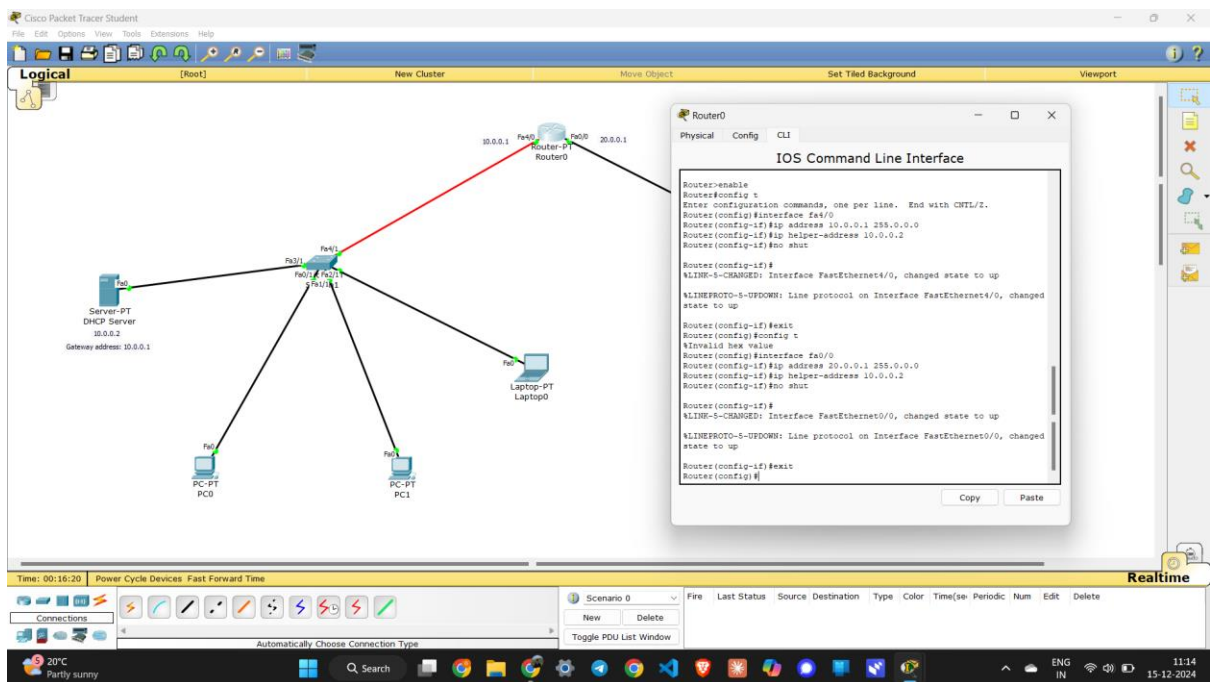 Cisco Packet Tracer Student
File Edit Options View Tools Extensions Help
Logical
[Root]
New Cluster
Move Object
Set Tiled Background
Viewport
10.0.0.1
Fa4/0
Fa0/0
20.0.0.1
Router-PT
Router0
Fa4/1
Fa3/1
Fa0/1
Fa2/1
Fa1/1
Fa0
Server-PT
DHCP Server
10.0.0.2
Gateway address: 10.0.0.1
Fa0
Laptop-PT
Laptop0
Fa0
PC-PT
PC0
Fa0
PC-PT
PC1
Router0
Physical Config CLI
IOS Command Line Interface
Router>enable
Router#config t
Enter configuration commands, one per line. End with CNTL/Z.
Router(config)#interface fa4/0
Router(config-if)#ip address 10.0.0.1 255.0.0.0
Router(config-if)#ip helper-address 10.0.0.2
Router(config-if)#no shut
Router(config-if)#
%LINK-5-CHANGED: Interface FastEthernet4/0, changed state to up
%LINEPROTO-5-UPDOWN: Line protocol on Interface FastEthernet4/0, changed
state to up
Router(config-if)#exit
Router(config)#config t
%Invalid hex value
Router(config)#interface fa0/0
Router(config-if)#ip address 20.0.0.1 255.0.0.0
Router(config-if)#ip helper-address 10.0.0.2
Router(config-if)#no shut
Router(config-if)#
%LINK-5-CHANGED: Interface FastEthernet0/0, changed state to up
%LINEPROTO-5-UPDOWN: Line protocol on Interface FastEthernet0/0, changed
state to up
Router(config-if)#exit
Router(config)#
Copy Paste
Time: 00:16:20 Power Cycle Devices Fast Forward Time
Realtime
Connections
Automatically Choose Connection Type
Scenario 0
New Delete
Toggle PDU List Window
Fire Last Status Source Destination Type Color Time(se Periodic Num Edit Delete
5
20°C
Partly sunny
Search
ENG
IN
11:14
15-12-2024